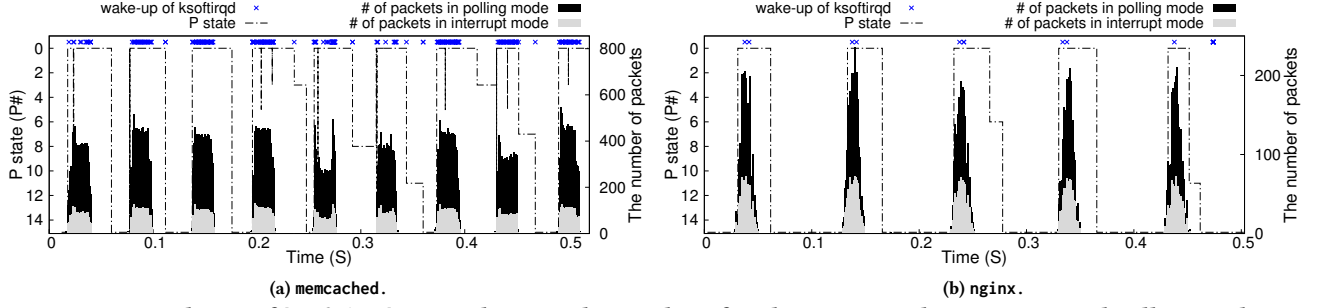 wake-up of ksoftirqd
P state
# of packets in polling mode
# of packets in interrupt mode
0
2
4
6
8
10
12
14
P state (P#)
800
600
400
200
0
The number of packets
0
0.1
0.2
0.3
0.4
0.5
Time (S)
(a) memcached.
wake-up of ksoftirqd
P state
# of packets in polling mode
# of packets in interrupt mode
0
2
4
6
8
10
12
14
P state (P#)
200
100
0
The number of packets
0
0.1
0.2
0.3
0.4
0.5
Time (S)
(b) nginx.